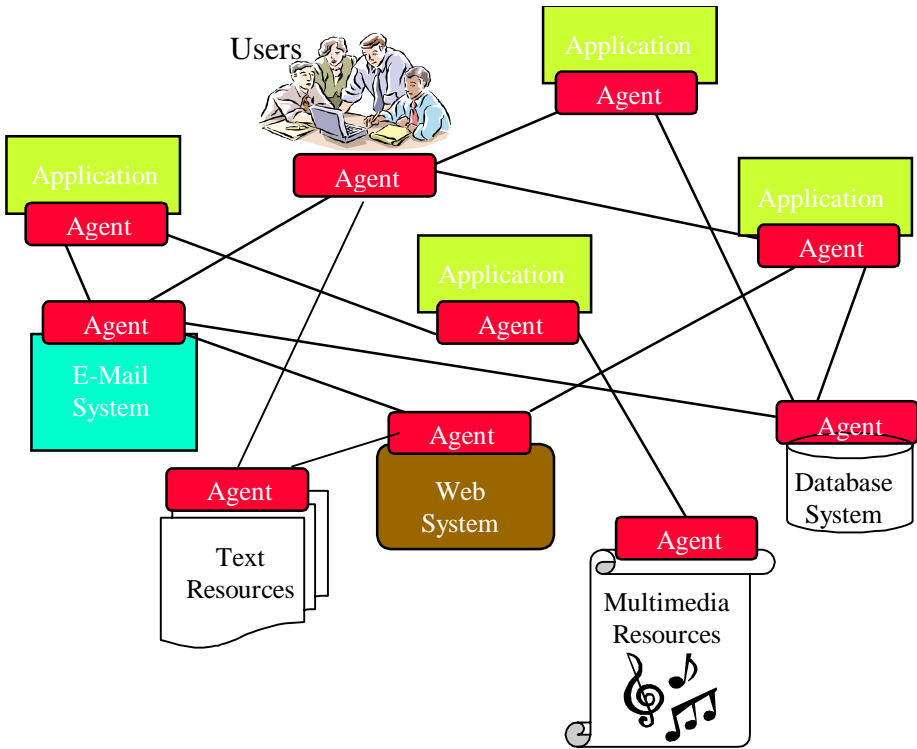 Users
Application
Agent
Application
Agent
Agent
Application
Agent
Application
Agent
Agent
E-Mail
System
Agent
Web
System
Agent
Database
System
Agent
Text
Resources
Agent
Multimedia
Resources